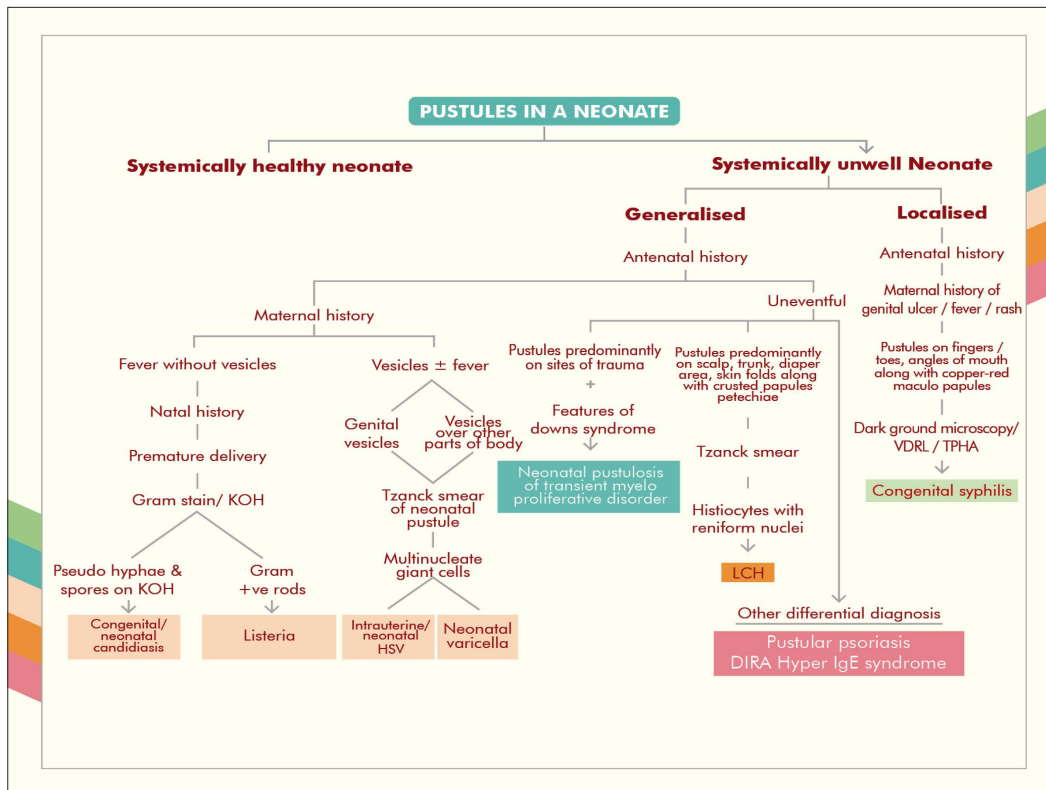 PUSTULES IN A NEONATE
Systemically healthy neonate
Systemically unwell Neonate
Generalised
Localised
Antenatal history
Antenatal history
Maternal history
Uneventful
Maternal history of
genital ulcer / fever / rash
Fever without vesicles
Vesicles ± fever
Pustules predominantly
on sites of trauma
+
Features of
downs syndrome
Neonatal pustulosis
of transient myelo
proliferative disorder
Pustules predominantly
on scalp, trunk, diaper
area, skin folds along
with crusted papules
petechiae
Tzanck smear
Histiocytes with
reniform nuclei
LCH
Pustules on fingers /
toes, angles of mouth
along with copper-red
maculo papules
Dark ground microscopy/
VDRL / TPHA
Congenital syphilis
Natal history
Premature delivery
Gram stain/ KOH
Genital
vesicles
Vesicles
over other
parts of body
Tzanck smear
of neonatal
pustule
Multinucleate
giant cells
Pseudo hyphae &
spores on KOH
Gram
+ve rods
Congenital/
neonatal
candidiasis
Listeria
Intrauterine/
neonatal
HSV
Neonatal
varicella
Other differential diagnosis
Pustular psoriasis
DIRA Hyper IgE syndrome